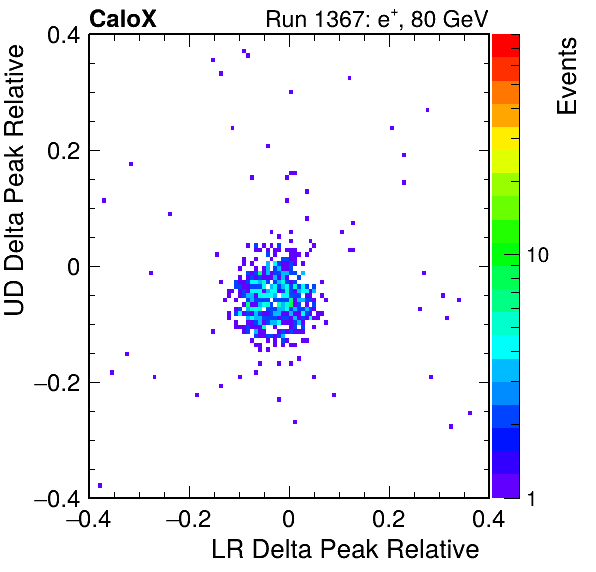 CaloX Run 1367: e⁺, 80 GeV
UD Delta Peak Relative
0.4
0.2
0
−0.2
−0.4
−0.4 −0.2 0 0.2 0.4
LR Delta Peak Relative
Events
10
1